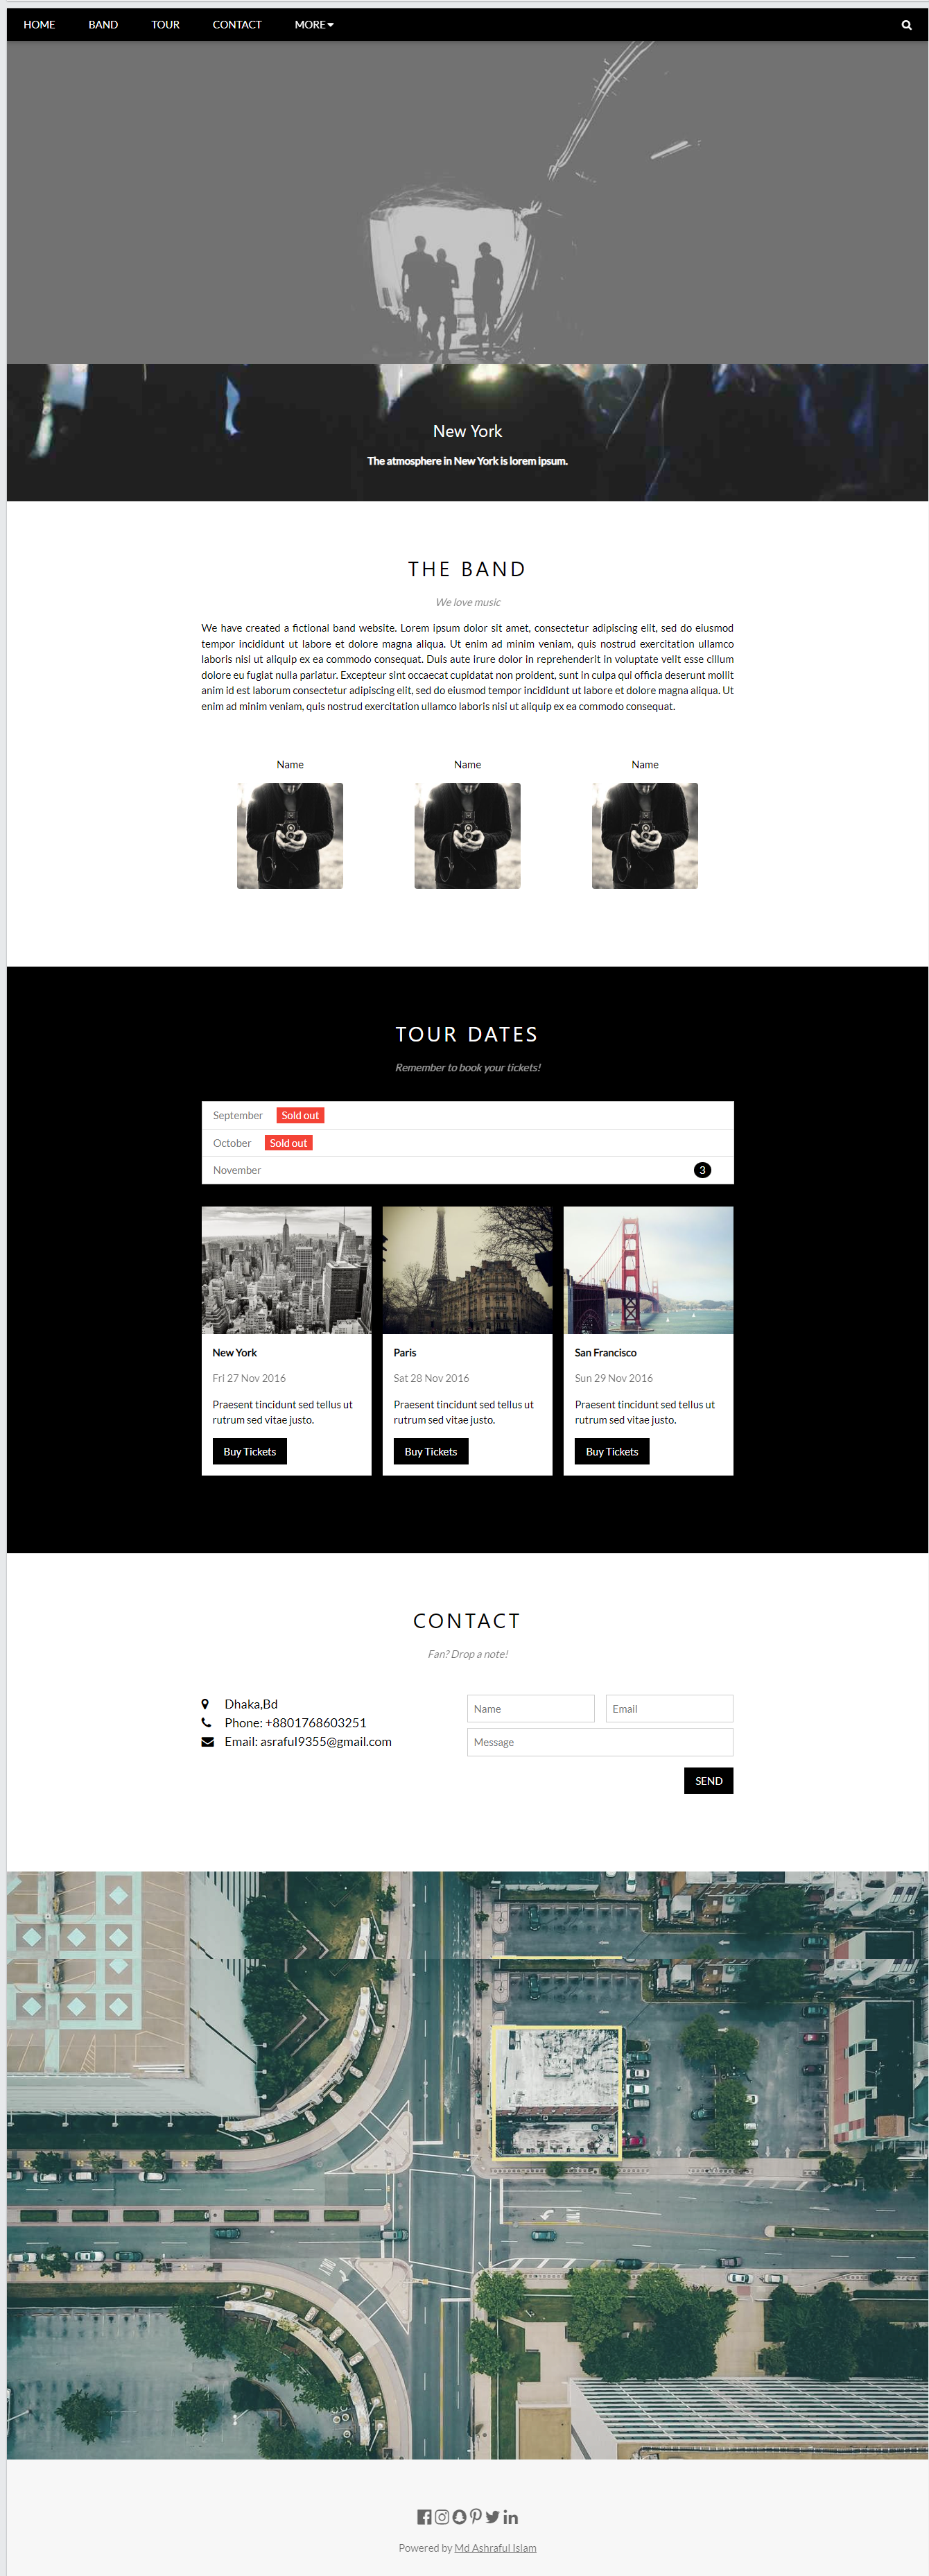 HOME BAND TOUR CONTACT MORE
New York
The atmosphere in New York is lorem ipsum.
THE BAND
We love music
We have created a fictional band website. Lorem ipsum dolor sit amet, consectetur adipiscing elit, sed do eiusmod
tempor incididunt ut labore et dolore magna aliqua. Ut enim ad minim veniam, quis nostrud exercitation ullamco
laboris nisi ut aliquip ex ea commodo consequat. Duis aute irure dolor in reprehenderit in voluptate velit esse cillum
dolore eu fugiat nulla pariatur. Excepteur sint occaecat cupidatat non proident, sunt in culpa qui officia deserunt mollit
anim id est laborum consectetur adipiscing elit, sed do eiusmod tempor incididunt ut labore et dolore magna aliqua. Ut
enim ad minim veniam, quis nostrud exercitation ullamco laboris nisi ut aliquip ex ea commodo consequat.
Name Name Name
TOUR DATES
Remember to book your tickets!
September Sold out
October Sold out
November 3
New York
Fri 27 Nov 2016
Praesent tincidunt sed tellus ut
rutrum sed vitae justo.
Buy Tickets
Paris
Sat 28 Nov 2016
Praesent tincidunt sed tellus ut
rutrum sed vitae justo.
Buy Tickets
San Francisco
Sun 29 Nov 2016
Praesent tincidunt sed tellus ut
rutrum sed vitae justo.
Buy Tickets
CONTACT
Fan? Drop a note!
Dhaka,Bd
Phone: +8801768603251
Email: asraful9355@gmail.com
Name Email
Message
SEND
Powered by Md Ashraful Islam